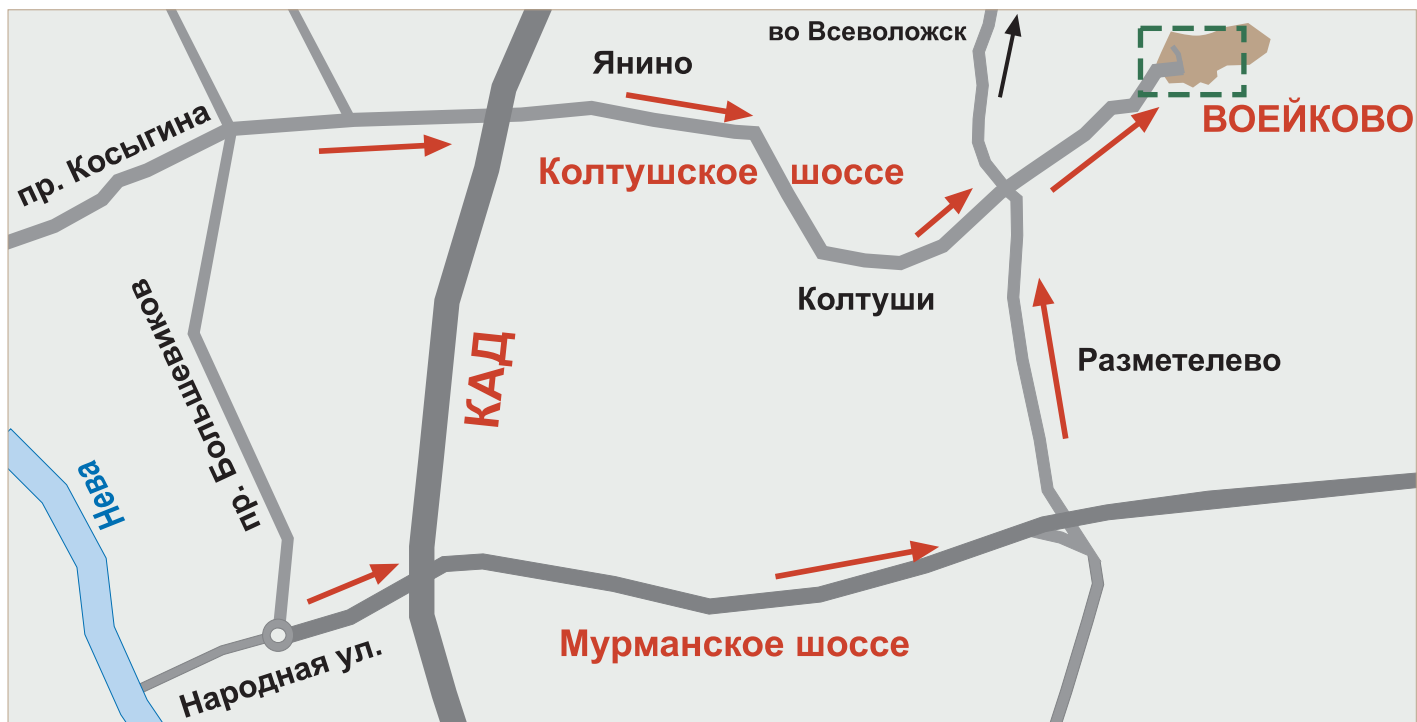 во Всеволожск
Янино
ВОЕЙКОВО
пр. Косыгина
Колтушское шоссе
Колтуши
пр. Большевиков
КАД
Разметелево
Нева
Мурманское шоссе
Народная ул.